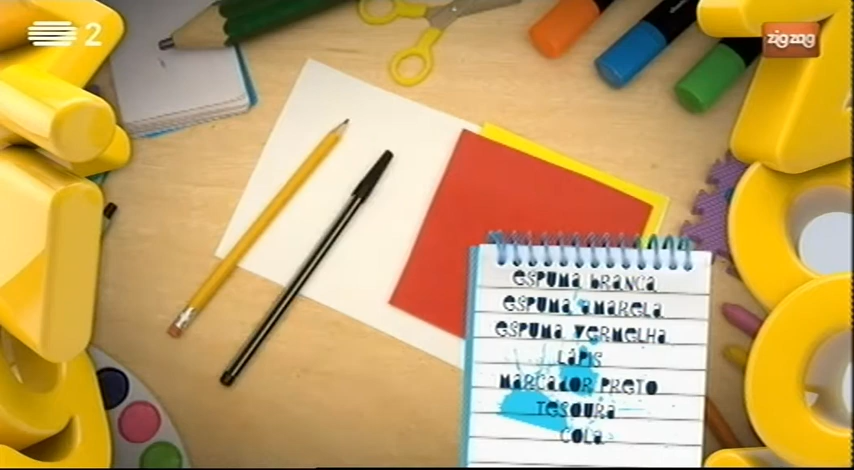 2
zig zag
espuma branca
espuma amarela
espuma vermelha
lápis
marcador preto
tesoura
cola